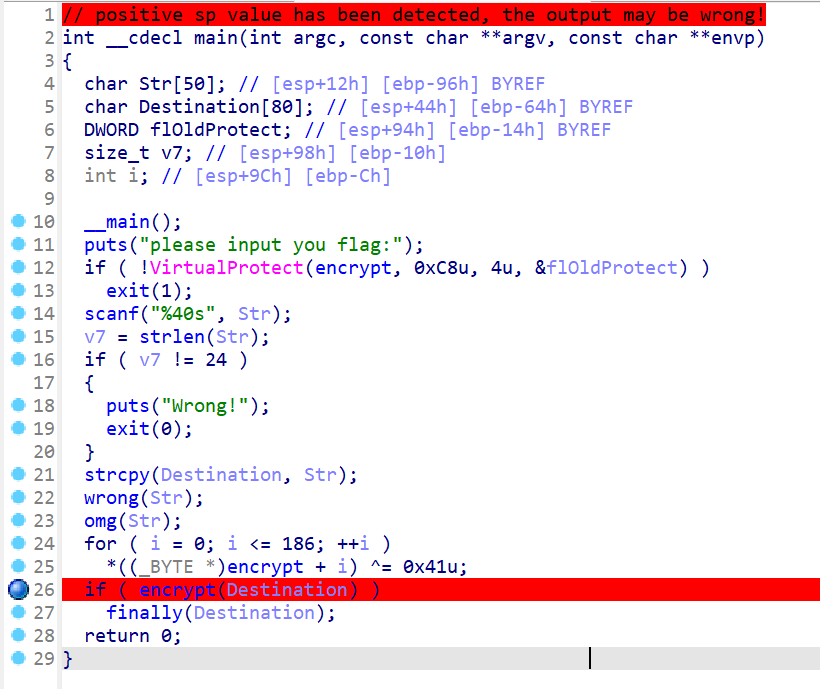 1 // positive sp value has been detected, the output may be wrong!
2 int __cdecl main(int argc, const char **argv, const char **envp)
3 {
4   char Str[50]; // [esp+12h] [ebp-96h] BYREF
5   char Destination[80]; // [esp+44h] [ebp-64h] BYREF
6   DWORD flOldProtect; // [esp+94h] [ebp-14h] BYREF
7   size_t v7; // [esp+98h] [ebp-10h]
8   int i; // [esp+9Ch] [ebp-Ch]
9
10   __main();
11   puts("please input you flag:");
12   if ( !VirtualProtect(encrypt, 0xC8u, 4u, &flOldProtect) )
13     exit(1);
14   scanf("%40s", Str);
15   v7 = strlen(Str);
16   if ( v7 != 24 )
17   {
18     puts("Wrong!");
19     exit(0);
20   }
21   strcpy(Destination, Str);
22   wrong(Str);
23   omg(Str);
24   for ( i = 0; i <= 186; ++i )
25     *((_BYTE *)encrypt + i) ^= 0x41u;
26   if ( encrypt(Destination) )
27     finally(Destination);
28   return 0;
29 }